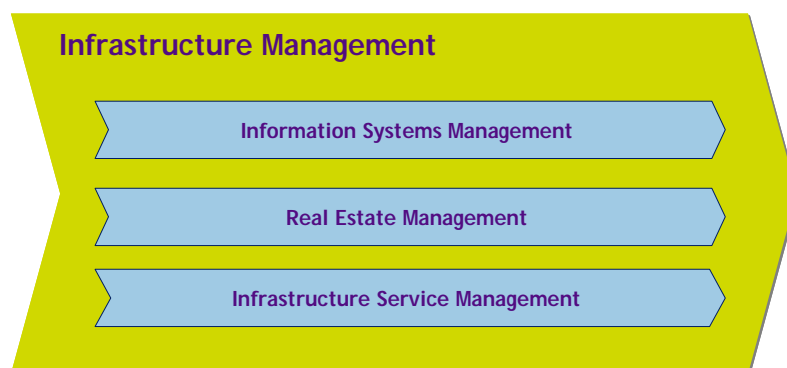 Infrastructure Management
Information Systems Management
Real Estate Management
Infrastructure Service Management